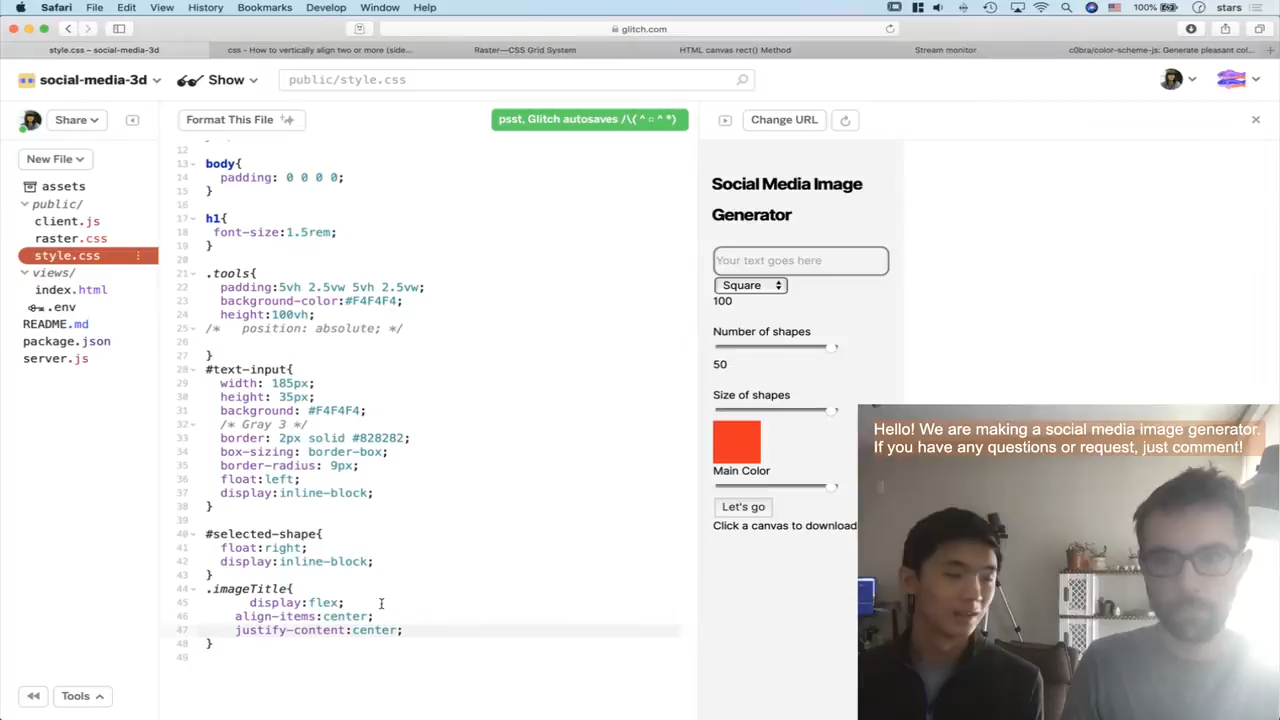 Safari File Edit View History Bookmarks Develop Window Help 100% stars
glitch.com
style.css – social-media-3d
css - How to vertically align two or more (side...
Raster—CSS Grid System
HTML canvas rect() Method
Stream monitor
c0bra/color-scheme-js: Generate pleasant col...
social-media-3d
Show
public/style.css
Share
Format This File
psst, Glitch autosaves /\( ^ ¤ ^ *)
Change URL
New File
assets
public/
client.js
raster.css
style.css
views/
index.html
.env
README.md
package.json
server.js
Tools
12
13 body{
14 padding: 0 0 0 0;
15 }
16
17 h1{
18 font-size:1.5rem;
19 }
20
21 .tools{
22 padding:5vh 2.5vw 5vh 2.5vw;
23 background-color:#F4F4F4;
24 height:100vh;
25 /* position: absolute; */
26
27 }
28 #text-input{
29 width: 185px;
30 height: 35px;
31 background: #F4F4F4;
32 /* Gray 3 */
33 border: 2px solid #828282;
34 box-sizing: border-box;
35 border-radius: 9px;
36 float:left;
37 display:inline-block;
38 }
39
40 #selected-shape{
41 float:right;
42 display:inline-block;
43 }
44 .imageTitle{
45 display:flex;
46 align-items:center;
47 justify-content:center;
48 }
49
Social Media Image
Generator
Your text goes here
Square
100
Number of shapes
50
Size of shapes
Main Color
Let's go
Click a canvas to download
Hello! We are making a social media image generator.
If you have any questions or request, just comment!